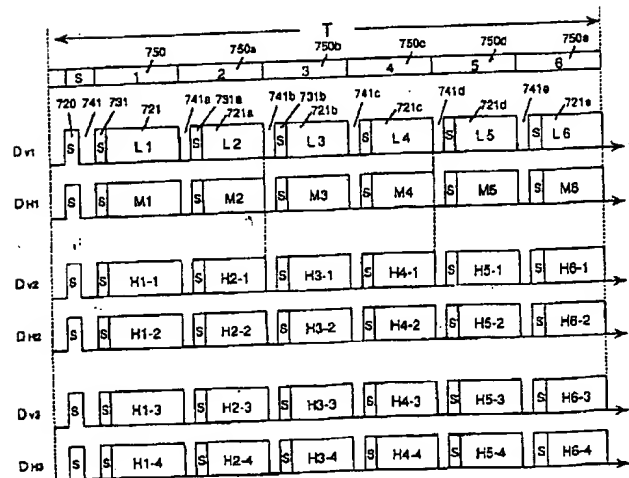 T
750 750a 750b 750c 750d 750e
S 1 2 3 4 5 6
720 741 731 721 741a 731a 721a 741b 731b 721b 741c 721c 741d 721d 741e 721e
DV1 S S L1 S L2 S L3 S L4 S L5 S L6
DH1 S S M1 S M2 S M3 S M4 S M5 S M6
DV2 S S H1-1 S H2-1 S H3-1 S H4-1 S H5-1 S H6-1
DH2 S S H1-2 S H2-2 S H3-2 S H4-2 S H5-2 S H6-2
DV3 S S H1-3 S H2-3 S H3-3 S H4-3 S H5-3 S H6-3
DH3 S S H1-4 S H2-4 S H3-4 S H4-4 S H5-4 S H6-4